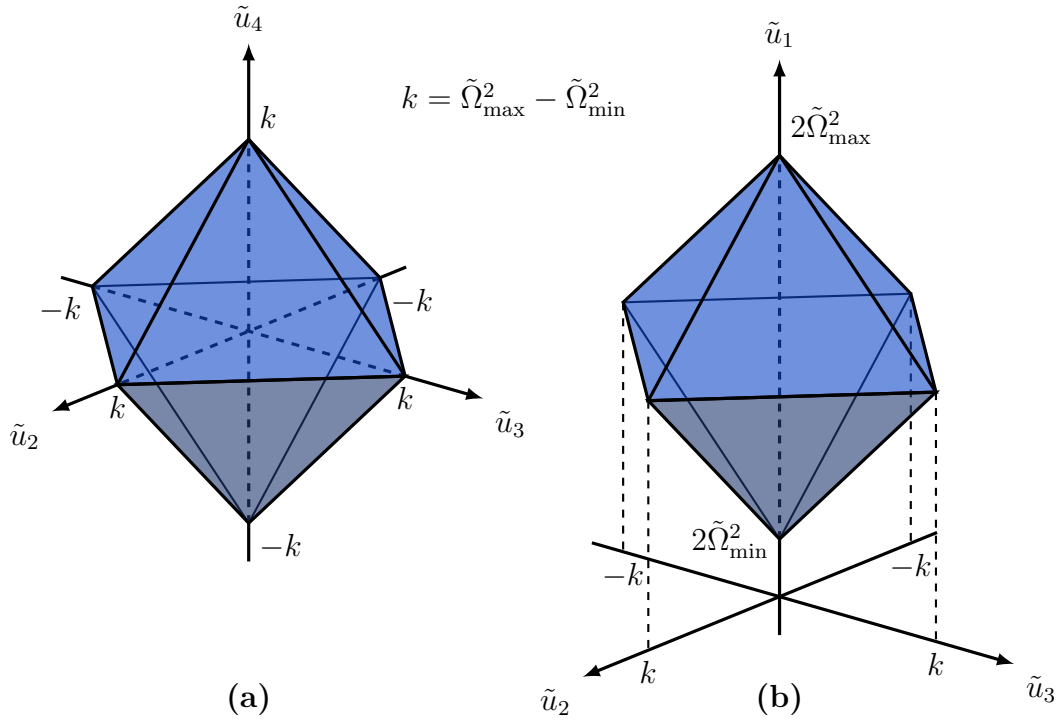 ũ₄
ũ₁
k = Ω̃²max − Ω̃²min
k
2Ω̃²max
−k
−k
k
k
ũ₂
ũ₃
−k
2Ω̃²min
−k
−k
k
k
ũ₂
ũ₃
(a)
(b)